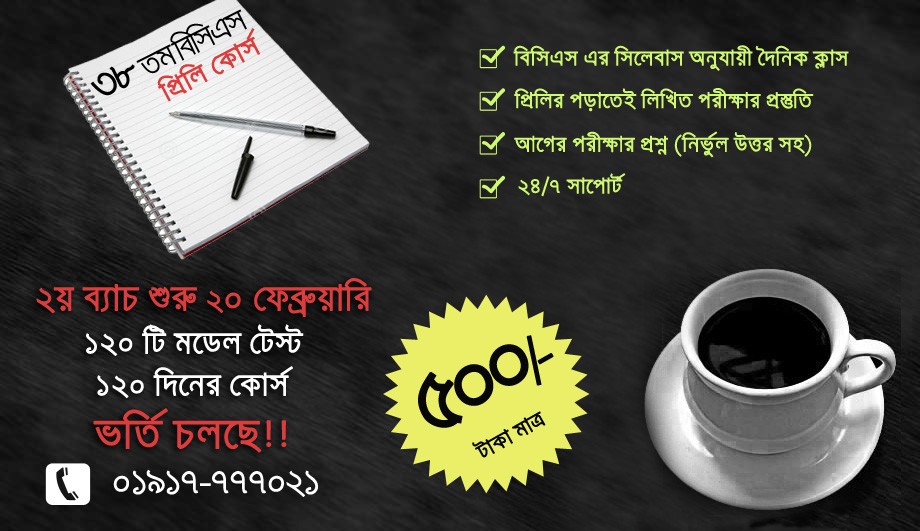 ৩৮ তম বিসিএস
প্রিলি কোর্স
বিসিএস এর সিলেবাস অনুযায়ী দৈনিক ক্লাস
প্রিলির পড়াতেই লিখিত পরীক্ষার প্রস্তুতি
আগের পরীক্ষার প্রশ্ন (নির্ভুল উত্তর সহ)
২৪/৭ সাপোর্ট
২য় ব্যাচ শুরু ২০ ফেব্রুয়ারি
১২০ টি মডেল টেস্ট
১২০ দিনের কোর্স
ভর্তি চলছে!!
০১৯১৭-৭৭৭০২১
৫০০/-
টাকা মাত্র